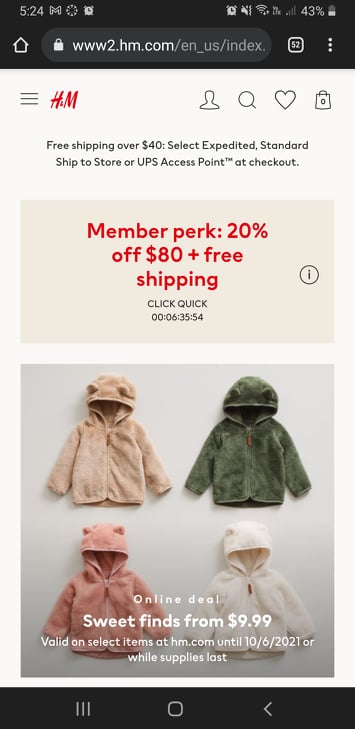 5:24
43%
www2.hm.com/en_us/index.
52
H&M
0
Free shipping over $40: Select Expedited, Standard
Ship to Store or UPS Access Point™ at checkout.
Member perk: 20%
off $80 + free
shipping
i
CLICK QUICK
00:06:35:54
Online deal
Sweet finds from $9.99
Valid on select items at hm.com until 10/6/2021 or
while supplies last